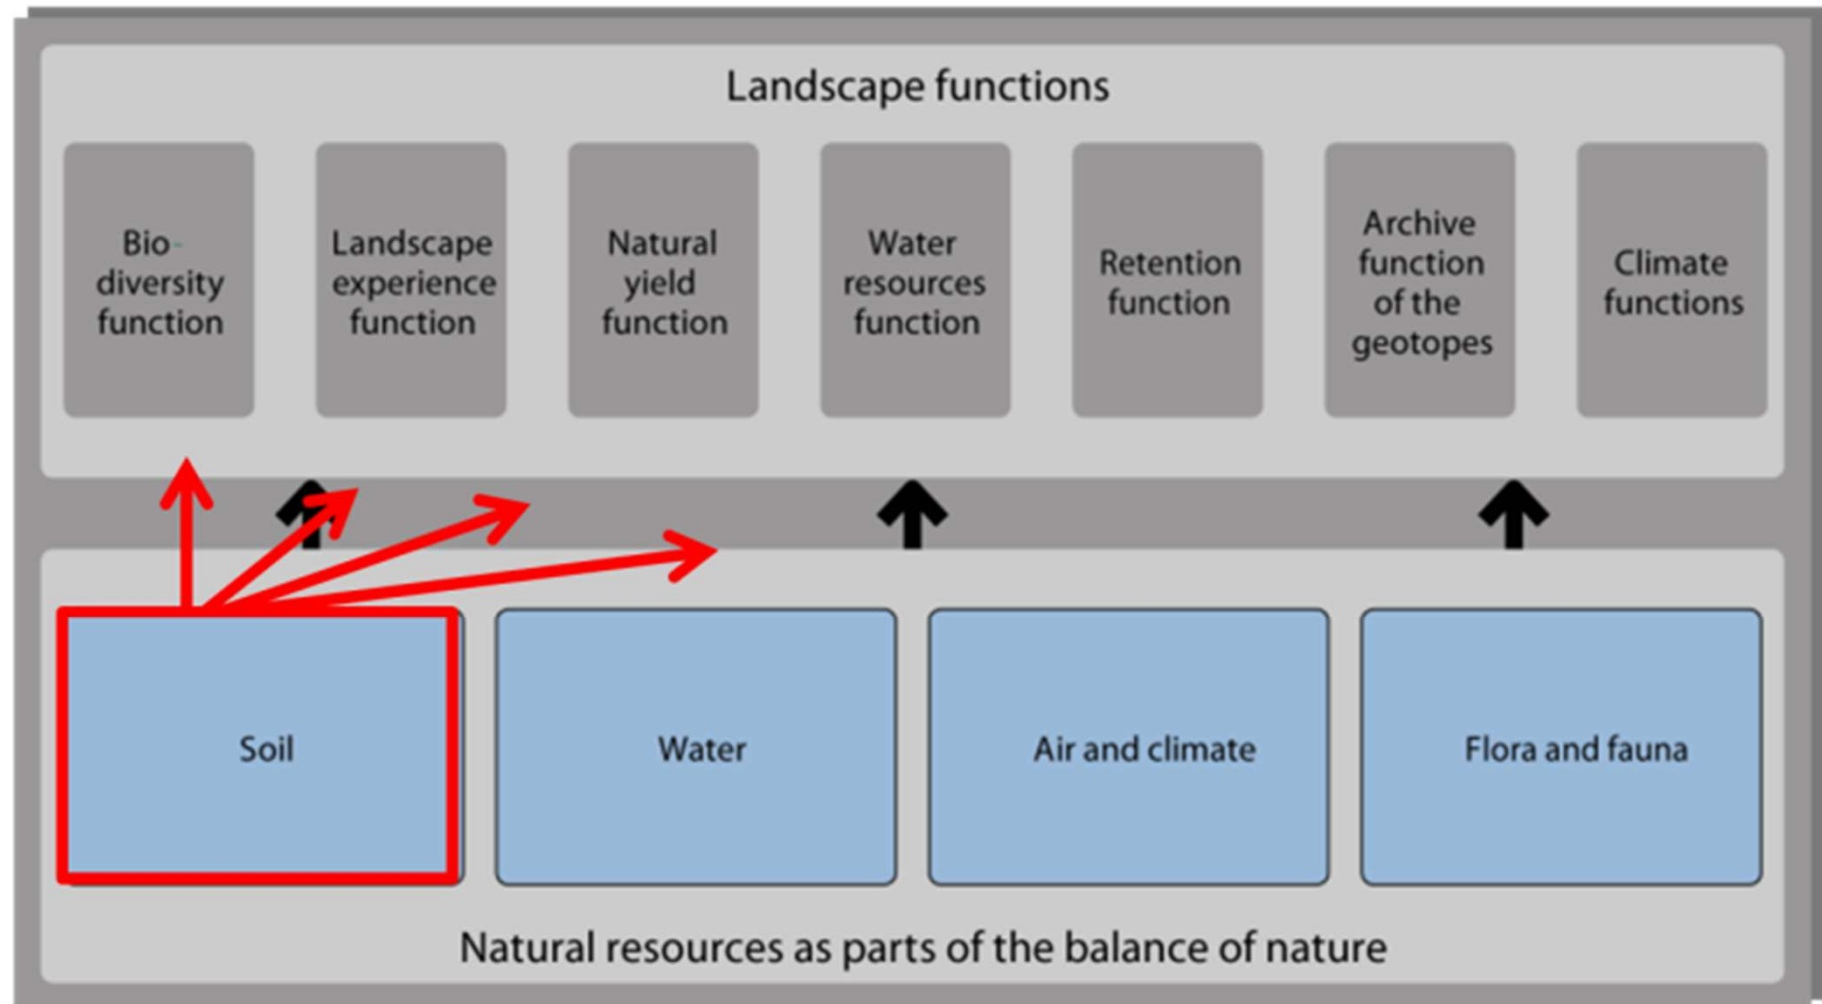 Landscape functions
Bio-
diversity
function
Landscape
experience
function
Natural
yield
function
Water
resources
function
Retention
function
Archive
function
of the
geotopes
Climate
functions
Soil
Water
Air and climate
Flora and fauna
Natural resources as parts of the balance of nature